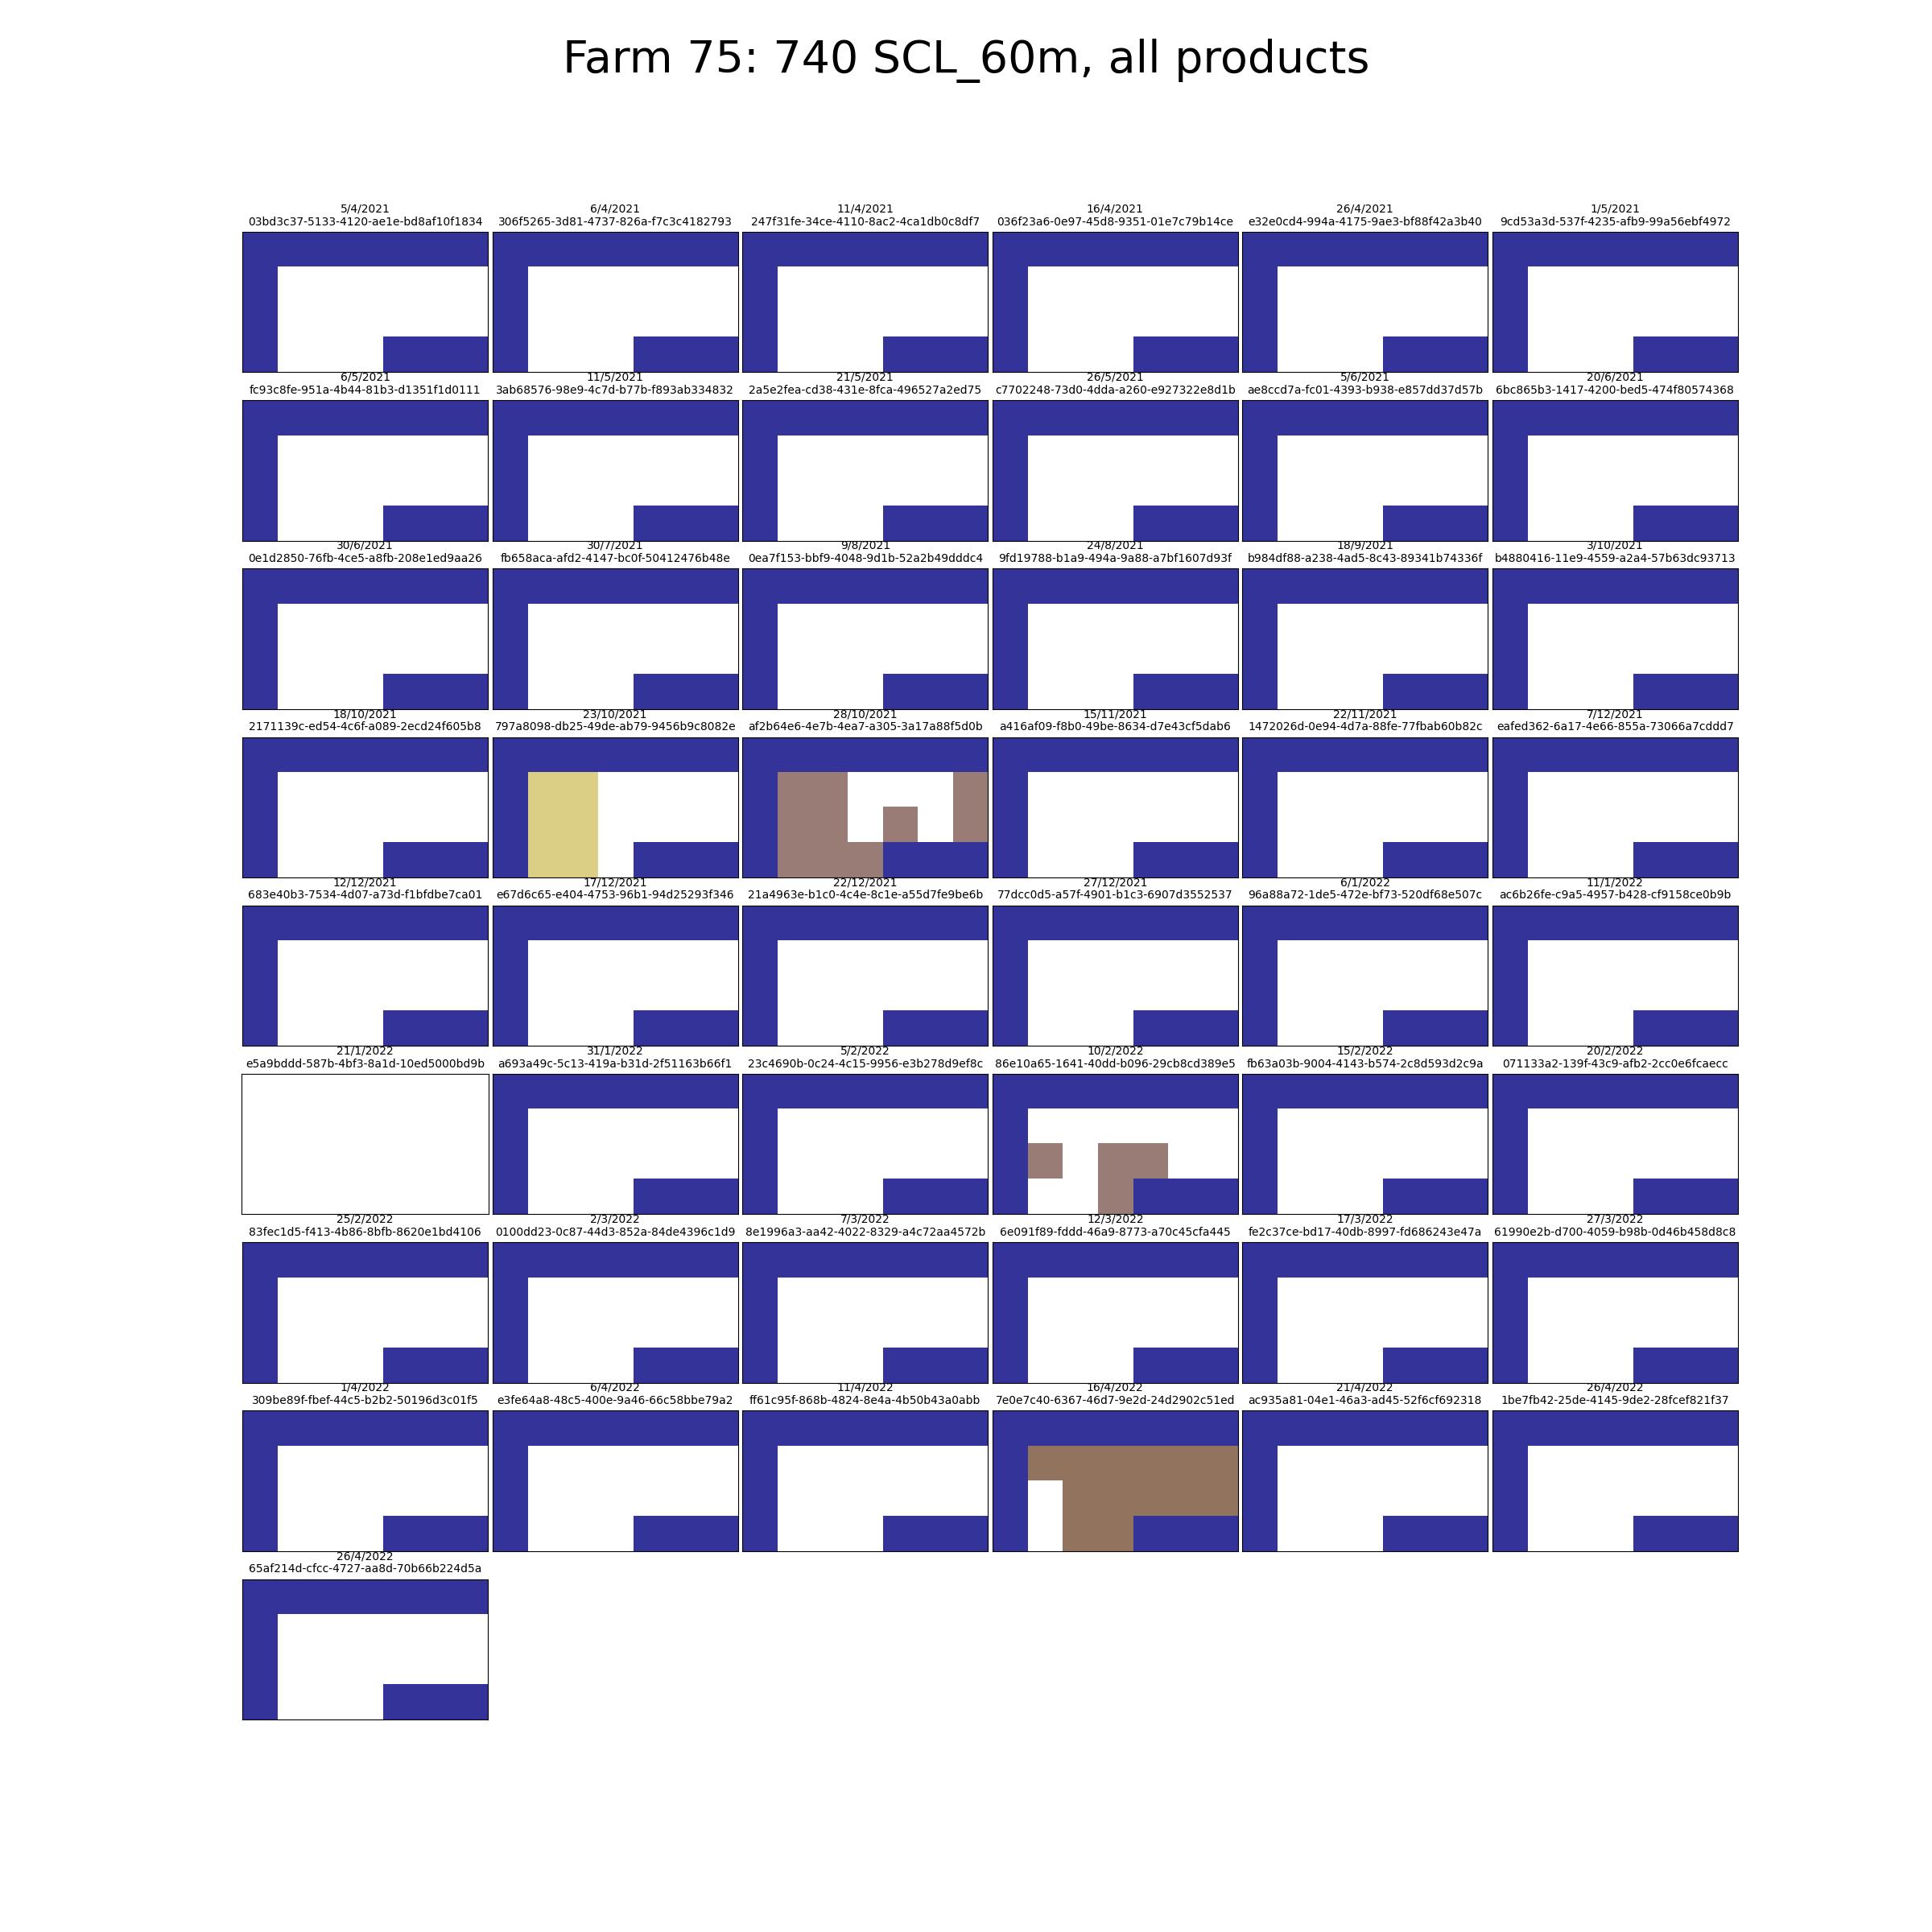 Farm 75: 740 SCL_60m, all products
5/4/2021
03bd3c37-5133-4120-ae1e-bd8af10f1834
6/4/2021
306f5265-3d81-4737-826a-f7c3c4182793
11/4/2021
247f31fe-34ce-4110-8ac2-4ca1db0c8df7
16/4/2021
036f23a6-0e97-45d8-9351-01e7c79b14ce
26/4/2021
e32e0cd4-994a-4175-9ae3-bf88f42a3b40
1/5/2021
9cd53a3d-537f-4235-afb9-99a56ebf4972
6/5/2021
fc93c8fe-951a-4b44-81b3-d1351f1d0111
11/5/2021
3ab68576-98e9-4c7d-b77b-f893ab334832
21/5/2021
2a5e2fea-cd38-431e-8fca-496527a2ed75
26/5/2021
c7702248-73d0-4dda-a260-e927322e8d1b
5/6/2021
ae8ccd7a-fc01-4393-b938-e857dd37d57b
20/6/2021
6bc865b3-1417-4200-bed5-474f80574368
30/6/2021
0e1d2850-76fb-4ce5-a8fb-208e1ed9aa26
30/7/2021
fb658aca-afd2-4147-bc0f-50412476b48e
9/8/2021
0ea7f153-bbf9-4048-9d1b-52a2b49dddc4
24/8/2021
9fd19788-b1a9-494a-9a88-a7bf1607d93f
18/9/2021
b984df88-a238-4ad5-8c43-89341b74336f
3/10/2021
b4880416-11e9-4559-a2a4-57b63dc93713
18/10/2021
2171139c-ed54-4c6f-a089-2ecd24f605b8
23/10/2021
797a8098-db25-49de-ab79-9456b9c8082e
28/10/2021
af2b64e6-4e7b-4ea7-a305-3a17a88f5d0b
15/11/2021
a416af09-f8b0-49be-8634-d7e43cf5dab6
22/11/2021
1472026d-0e94-4d7a-88fe-77fbab60b82c
7/12/2021
eafed362-6a17-4e66-855a-73066a7cddd7
12/12/2021
683e40b3-7534-4d07-a73d-f1bfdbe7ca01
17/12/2021
e67d6c65-e404-4753-96b1-94d25293f346
22/12/2021
21a4963e-b1c0-4c4e-8c1e-a55d7fe9be6b
27/12/2021
77dcc0d5-a57f-4901-b1c3-6907d3552537
6/1/2022
96a88a72-1de5-472e-bf73-520df68e507c
11/1/2022
ac6b26fe-c9a5-4957-b428-cf9158ce0b9b
21/1/2022
e5a9bddd-587b-4bf3-8a1d-10ed5000bd9b
31/1/2022
a693a49c-5c13-419a-b31d-2f51163b66f1
5/2/2022
23c4690b-0c24-4c15-9956-e3b278d9ef8c
10/2/2022
86e10a65-1641-40dd-b096-29cb8cd389e5
15/2/2022
fb63a03b-9004-4143-b574-2c8d593d2c9a
20/2/2022
071133a2-139f-43c9-afb2-2cc0e6fcaecc
25/2/2022
83fec1d5-f413-4b86-8bfb-8620e1bd4106
2/3/2022
0100dd23-0c87-44d3-852a-84de4396c1d9
7/3/2022
8e1996a3-aa42-4022-8329-a4c72aa4572b
12/3/2022
6e091f89-fddd-46a9-8773-a70c45cfa445
17/3/2022
fe2c37ce-bd17-40db-8997-fd686243e47a
27/3/2022
61990e2b-d700-4059-b98b-0d46b458d8c8
1/4/2022
309be89f-fbef-44c5-b2b2-50196d3c01f5
6/4/2022
e3fe64a8-48c5-400e-9a46-66c58bbe79a2
11/4/2022
ff61c95f-868b-4824-8e4a-4b50b43a0abb
16/4/2022
7e0e7c40-6367-46d7-9e2d-24d2902c51ed
21/4/2022
ac935a81-04e1-46a3-ad45-52f6cf692318
26/4/2022
1be7fb42-25de-4145-9de2-28fcef821f37
26/4/2022
65af214d-cfcc-4727-aa8d-70b66b224d5a